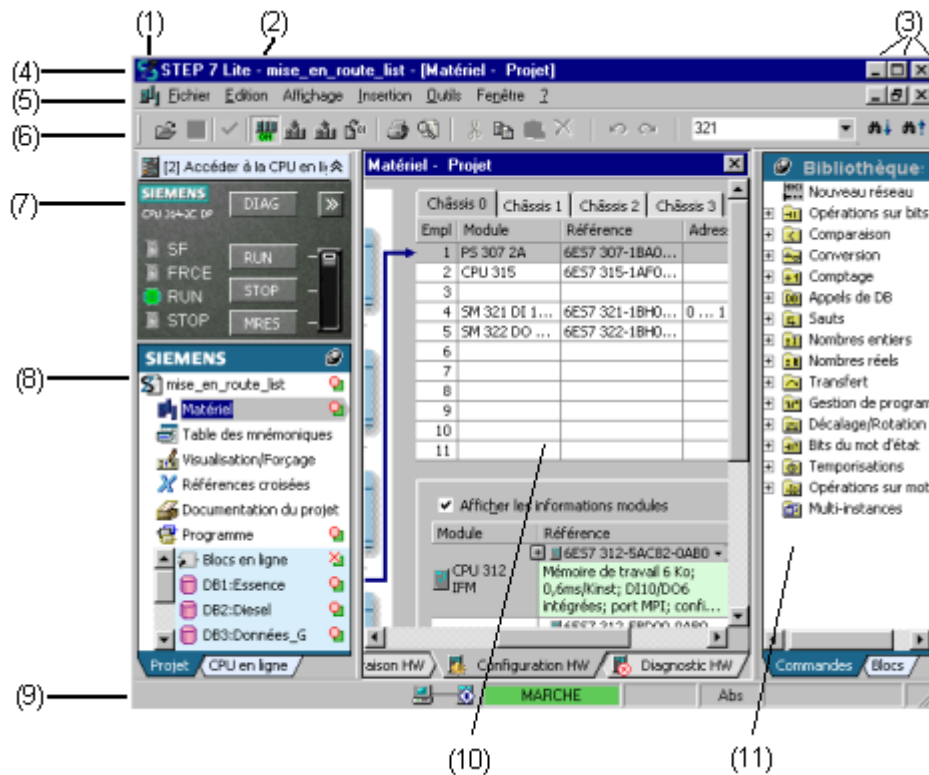 (1) (2) (3)
(4) STEP 7 Lite - mise_en_route_list - [Matériel - Projet]
(5) Fichier Edition Affichage Insertion Outils Fenêtre ?
(6) 321
[2] Accéder à la CPU en li
(7) SIEMENS
CPU 314-2C DP
DIAG
SF
FRCE
RUN
STOP
RUN
STOP
MRES
(8) SIEMENS
mise_en_route_list
Matériel
Table des mnémoniques
Visualisation/Forçage
Références croisées
Documentation du projet
Programme
Blocs en ligne
DB1:Essence
DB2:Diesel
DB3:Données_G
Projet CPU en ligne
Matériel - Projet
Châssis 0 Châssis 1 Châssis 2 Châssis 3
Empl Module Référence Adres
1 PS 307 2A 6ES7 307-1BA0...
2 CPU 315 6ES7 315-1AF0...
3
4 SM 321 DI 1... 6ES7 321-1BH0... 0 ... 1
5 SM 322 DO ... 6ES7 322-1BH0...
6
7
8
9
10
11
Afficher les informations modules
Module Référence
6ES7 312-5AC82-0AB0
CPU 312 IFM
Mémoire de travail 6 Ko;
0,6ms/Kinst; DI10/DO6
intégrées; port MPI; confi...
raison HW Configuration HW Diagnostic HW
Bibliothèque:
Nouveau réseau
Opérations sur bits
Comparaison
Conversion
Comptage
Appels de DB
Sauts
Nombres entiers
Nombres réels
Transfert
Gestion de program
Décalage/Rotation
Bits du mot d'état
Temporisations
Opérations sur mot
Multi-instances
Commandes Blocs
(9) MARCHE Abs
(10) (11)